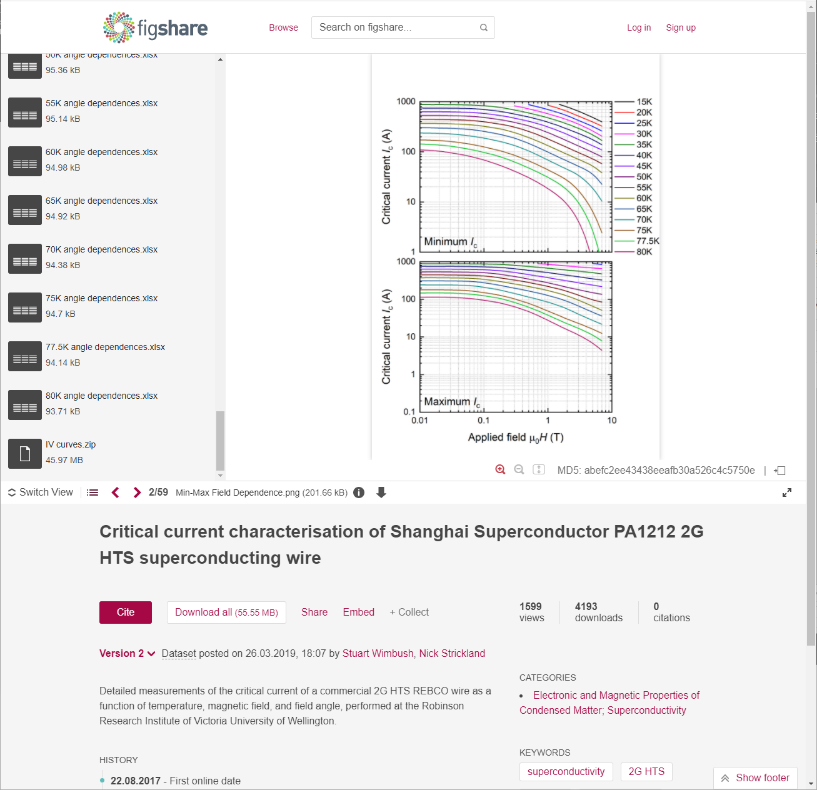 figshare
Browse
Search on figshare...
Log in
Sign up
50K angle dependences.xlsx
95.36 kB
55K angle dependences.xlsx
95.14 kB
60K angle dependences.xlsx
94.98 kB
65K angle dependences.xlsx
94.92 kB
70K angle dependences.xlsx
94.38 kB
75K angle dependences.xlsx
94.7 kB
77.5K angle dependences.xlsx
94.14 kB
80K angle dependences.xlsx
93.71 kB
IV curves.zip
45.97 MB
1000
100
10
1
Critical current Ic (A)
Minimum Ic
15K
20K
25K
30K
35K
40K
45K
50K
55K
60K
65K
70K
75K
77.5K
80K
1000
100
10
1
0.1
Critical current Ic (A)
Maximum Ic
0.01
0.1
1
10
Applied field μ0H (T)
MD5: abefc2ee43438eeafb30a526c4c5750e
Switch View
2/59
Min-Max Field Dependence.png (201.66 kB)
Critical current characterisation of Shanghai Superconductor PA1212 2G
HTS superconducting wire
Cite
Download all (55.55 MB)
Share
Embed
+ Collect
1599
views
4193
downloads
0
citations
Version 2
Dataset posted on 26.03.2019, 18:07 by Stuart Wimbush, Nick Strickland
Detailed measurements of the critical current of a commercial 2G HTS REBCO wire as a
function of temperature, magnetic field, and field angle, performed at the Robinson
Research Institute of Victoria University of Wellington.
HISTORY
22.08.2017 - First online date
CATEGORIES
• Electronic and Magnetic Properties of
Condensed Matter; Superconductivity
KEYWORDS
superconductivity
2G HTS
Show footer